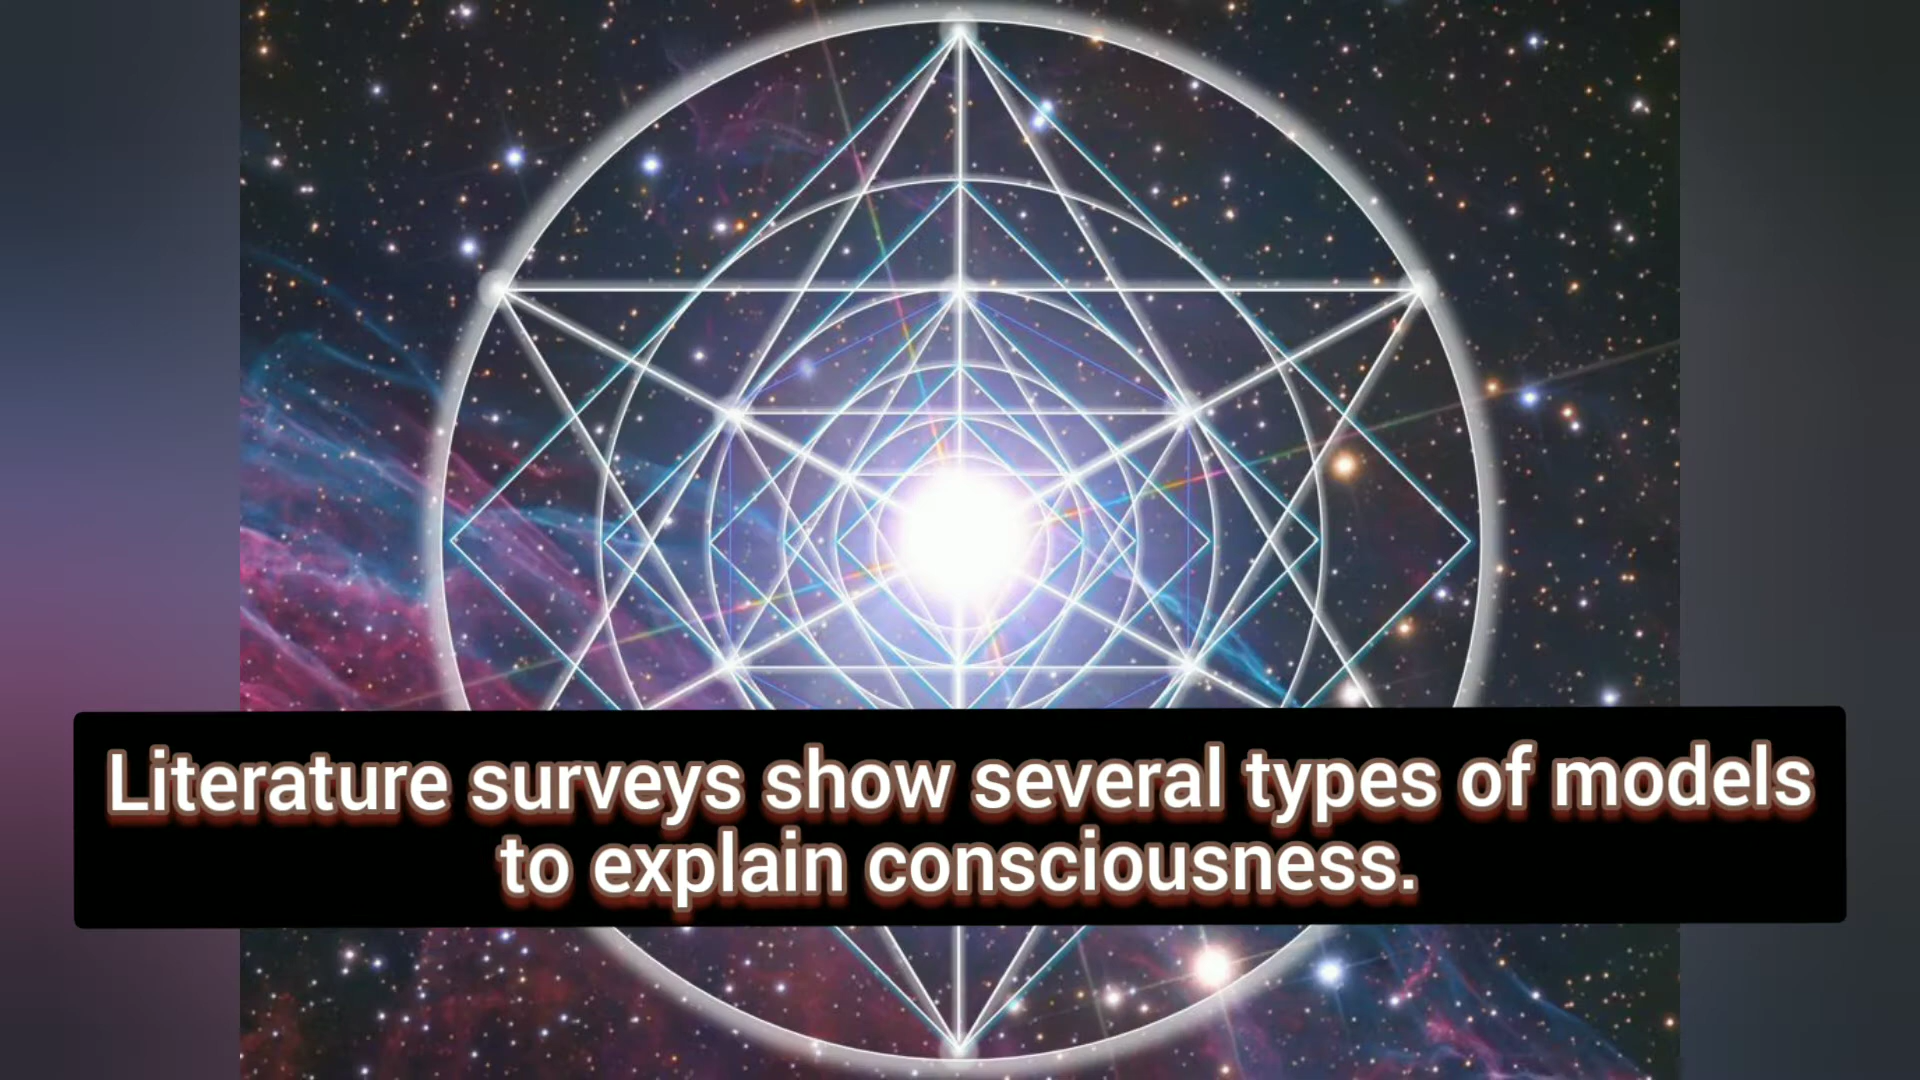 Literature surveys show several types of models
to explain consciousness.